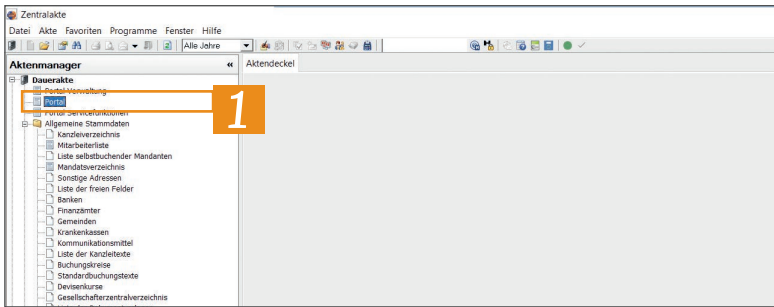 Zentralakte
Datei Akte Favoriten Programme Fenster Hilfe
Alle Jahre
Aktenmanager «
Aktendeckel
Dauerakte
Portal Verwaltung
Portal
1
Portal Servicefunktionen
Allgemeine Stammdaten
Kanzleiverzeichnis
Mitarbeiterliste
Liste selbstbuchender Mandanten
Mandatsverzeichnis
Sonstige Adressen
Liste der freien Felder
Banken
Finanzämter
Gemeinden
Krankenkassen
Kommunikationsmittel
Liste der Kanzleitexte
Buchungskreise
Standardbuchungstexte
Devisenkurse
Gesellschafterzentralverzeichnis